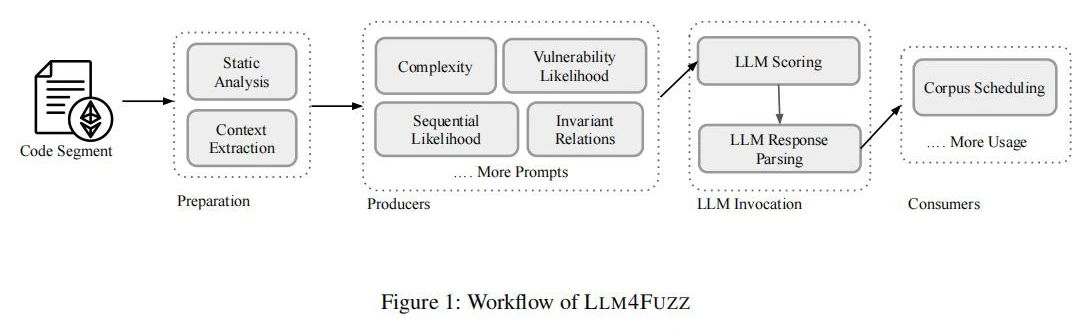 Code Segment
Static
Analysis
Context
Extraction
Preparation
Complexity
Vulnerability
Likelihood
Sequential
Likelihood
Invariant
Relations
.... More Prompts
Producers
LLM Scoring
LLM Response
Parsing
LLM Invocation
Corpus Scheduling
.... More Usage
Consumers
Figure 1: Workflow of LLM4FUZZ